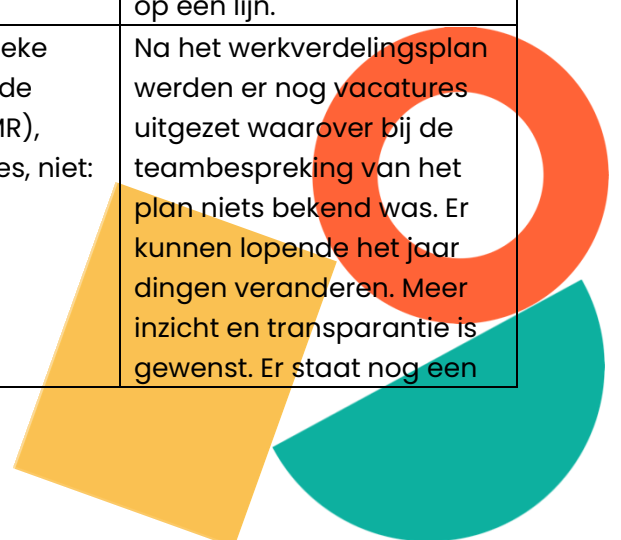 op een lijn.
eke
de
MR),
es, niet:
Na het werkverdelingsplan
werden er nog vacatures
uitgezet waarover bij de
teambespreking van het
plan niets bekend was. Er
kunnen lopende het jaar
dingen veranderen. Meer
inzicht en transparantie is
gewenst. Er staat nog een